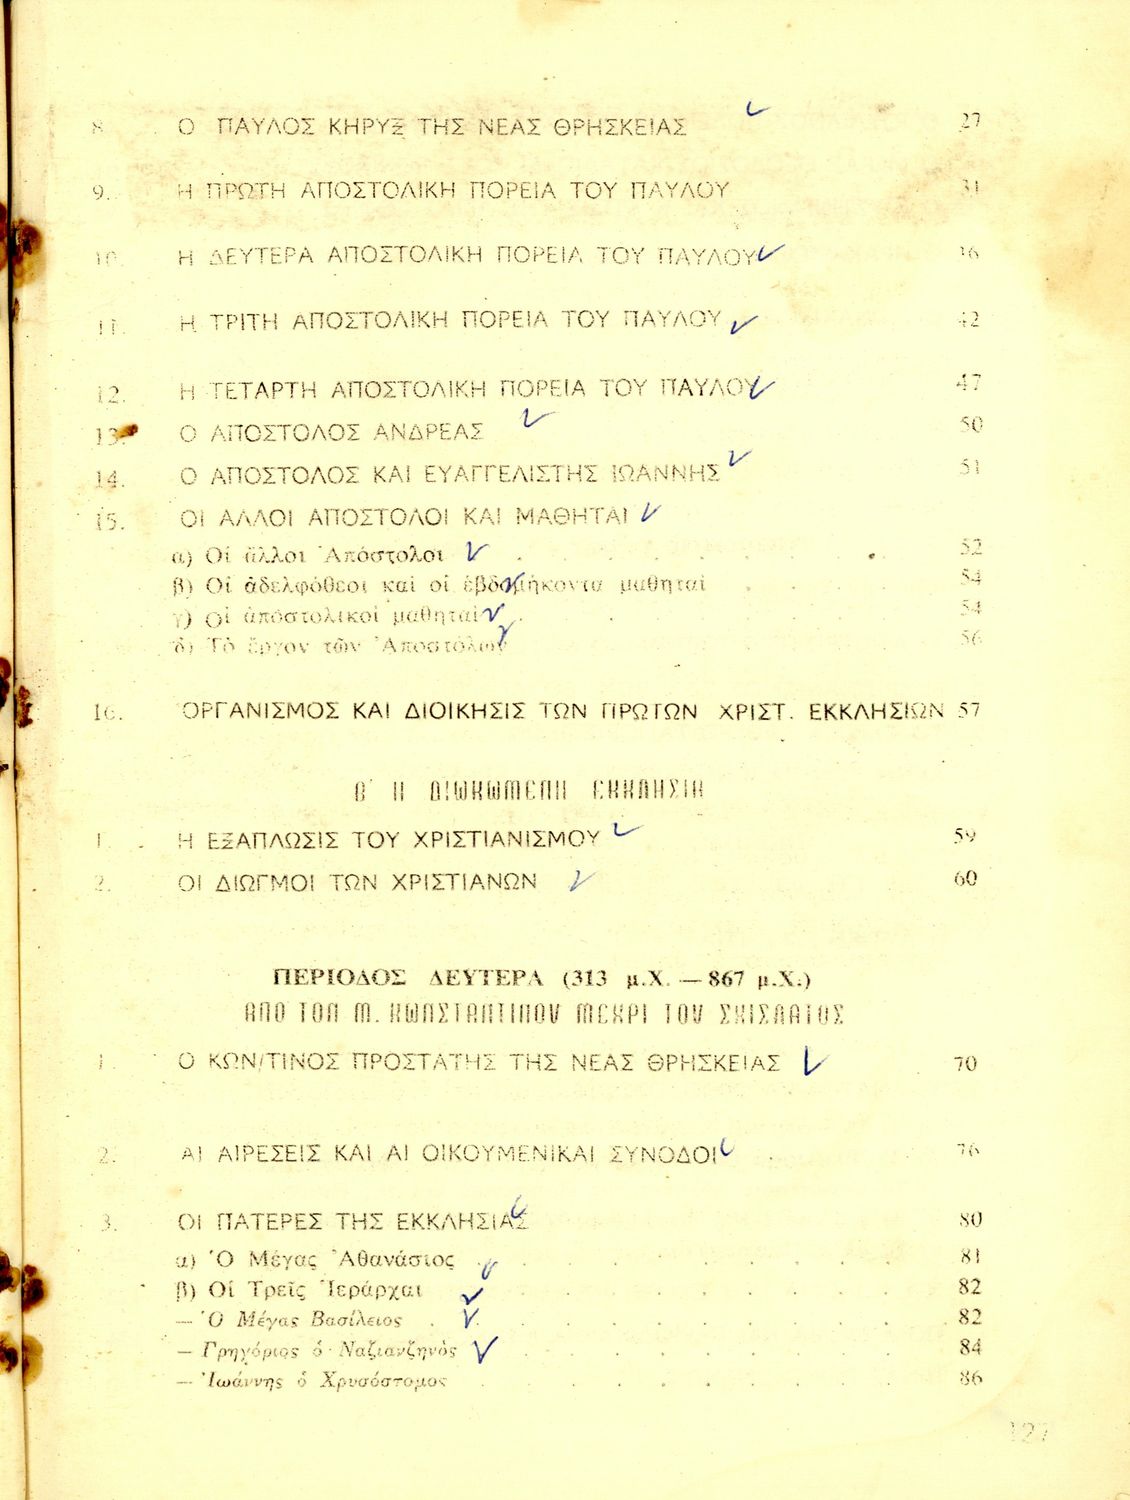 8. Ο ΠΑΥΛΟΣ ΚΗΡΥΞ ΤΗΣ ΝΕΑΣ ΘΡΗΣΚΕΙΑΣ 27
9. Η ΠΡΩΤΗ ΑΠΟΣΤΟΛΙΚΗ ΠΟΡΕΙΑ ΤΟΥ ΠΑΥΛΟΥ 31
10. Η ΔΕΥΤΕΡΑ ΑΠΟΣΤΟΛΙΚΗ ΠΟΡΕΙΑ ΤΟΥ ΠΑΥΛΟΥ 36
11. Η ΤΡΙΤΗ ΑΠΟΣΤΟΛΙΚΗ ΠΟΡΕΙΑ ΤΟΥ ΠΑΥΛΟΥ 42
12. Η ΤΕΤΑΡΤΗ ΑΠΟΣΤΟΛΙΚΗ ΠΟΡΕΙΑ ΤΟΥ ΠΑΥΛΟΥ 47
13. Ο ΑΠΟΣΤΟΛΟΣ ΑΝΔΡΕΑΣ 50
14. Ο ΑΠΟΣΤΟΛΟΣ ΚΑΙ ΕΥΑΓΓΕΛΙΣΤΗΣ ΙΩΑΝΝΗΣ 51
15. ΟΙ ΑΛΛΟΙ ΑΠΟΣΤΟΛΟΙ ΚΑΙ ΜΑΘΗΤΑΙ
α) Οἱ ἄλλοι Ἀπόστολοι 52
β) Οἱ ἀδελφόθεοι καὶ οἱ ἑβδομήκοντα μαθηταὶ 54
γ) Οἱ ἀποστολικοὶ μαθηταὶ 54
δ) Τὸ ἔργον τῶν Ἀποστόλων 56
16. ΟΡΓΑΝΙΣΜΟΣ ΚΑΙ ΔΙΟΙΚΗΣΙΣ ΤΩΝ ΠΡΩΤΩΝ ΧΡΙΣΤ. ΕΚΚΛΗΣΙΩΝ 57
Β΄ Η ΔΙΩΚΩΜΕΝΗ ΕΚΚΛΗΣΙΑ
1. Η ΕΞΑΠΛΩΣΙΣ ΤΟΥ ΧΡΙΣΤΙΑΝΙΣΜΟΥ 59
2. ΟΙ ΔΙΩΓΜΟΙ ΤΩΝ ΧΡΙΣΤΙΑΝΩΝ 60
ΠΕΡΙΟΔΟΣ ΔΕΥΤΕΡΑ (313 μ.Χ. — 867 μ.Χ.)
ΑΠΟ ΤΟΝ Μ. ΚΩΝΣΤΑΝΤΙΝΟΝ ΜΕΧΡΙ ΤΟΥ ΣΧΙΣΜΑΤΟΣ
1. Ο ΚΩΝ/ΤΙΝΟΣ ΠΡΟΣΤΑΤΗΣ ΤΗΣ ΝΕΑΣ ΘΡΗΣΚΕΙΑΣ 70
2. ΑΙ ΑΙΡΕΣΕΙΣ ΚΑΙ ΑΙ ΟΙΚΟΥΜΕΝΙΚΑΙ ΣΥΝΟΔΟΙ 76
3. ΟΙ ΠΑΤΕΡΕΣ ΤΗΣ ΕΚΚΛΗΣΙΑΣ 80
α) Ὁ Μέγας Ἀθανάσιος 81
β) Οἱ Τρεῖς Ἱεράρχαι 82
— Ὁ Μέγας Βασίλειος 82
— Γρηγόριος ὁ Ναζιανζηνὸς 84
— Ἰωάννης ὁ Χρυσόστομος 86
127